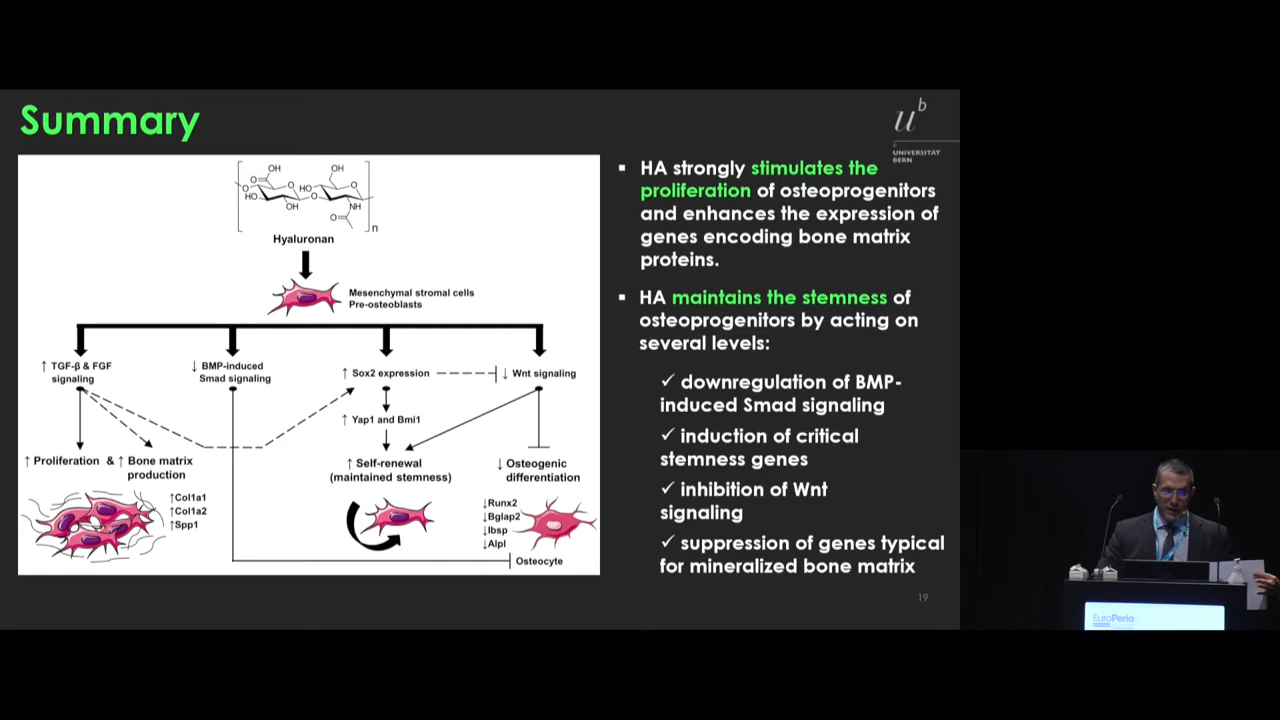 Summary
u
b
b
UNIVERSITÄT
BERN
OH
OH
O
O
O
HO
O
O
HO
OH
NH
O
n
Hyaluronan
Mesenchymal stromal cells
Pre-osteoblasts
↑ TGF-β & FGF
signaling
↓ BMP-induced
Smad signaling
↑ Sox2 expression
↓ Wnt signaling
↑ Yap1 and Bmi1
↑ Proliferation & ↑ Bone matrix
production
↑Col1a1
↑Col1a2
↑Spp1
↑ Self-renewal
(maintained stemness)
↓ Osteogenic
differentiation
↓Runx2
↓Bglap2
↓Ibsp
↓Alpl
Osteocyte
▪ HA strongly stimulates the
proliferation of osteoprogenitors
and enhances the expression of
genes encoding bone matrix
proteins.
▪ HA maintains the stemness of
osteoprogenitors by acting on
several levels:
✓ downregulation of BMP-
induced Smad signaling
✓ induction of critical
stemness genes
✓ inhibition of Wnt
signaling
✓ suppression of genes typical
for mineralized bone matrix
19
EuroPerio